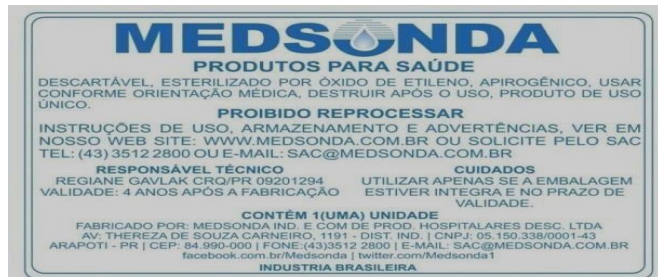 MEDSONDA
PRODUTOS PARA SAÚDE
DESCARTÁVEL, ESTERILIZADO POR ÓXIDO DE ETILENO, APIROGÊNICO, USAR
CONFORME ORIENTAÇÃO MÉDICA, DESTRUIR APÓS O USO, PRODUTO DE USO
ÚNICO.
PROIBIDO REPROCESSAR
INSTRUÇÕES DE USO, ARMAZENAMENTO E ADVERTÊNCIAS, VER EM
NOSSO WEB SITE: WWW.MEDSONDA.COM.BR OU SOLICITE PELO SAC
TEL: (43) 3512 2800 OU E-MAIL: SAC@MEDSONDA.COM.BR
RESPONSÁVEL TÉCNICO
REGIANE GAVLAK CRQ/PR 09201294
VALIDADE: 4 ANOS APÓS A FABRICAÇÃO
CUIDADOS
UTILIZAR APENAS SE A EMBALAGEM
ESTIVER INTEGRA E NO PRAZO DE
VALIDADE.
CONTÉM 1(UMA) UNIDADE
FABRICADO POR: MEDSONDA IND. E COM DE PROD. HOSPITALARES DESC. LTDA
AV: THEREZA DE SOUZA CARNEIRO, 1191 - DIST. IND. | CNPJ: 05.150.338/0001-43
ARAPOTI - PR | CEP: 84.990-000 | FONE:(43)3512 2800 | E-MAIL: SAC@MEDSONDA.COM.BR
facebook.com.br/Medsonda | twitter.com/Medsonda1
INDUSTRIA BRASILEIRA